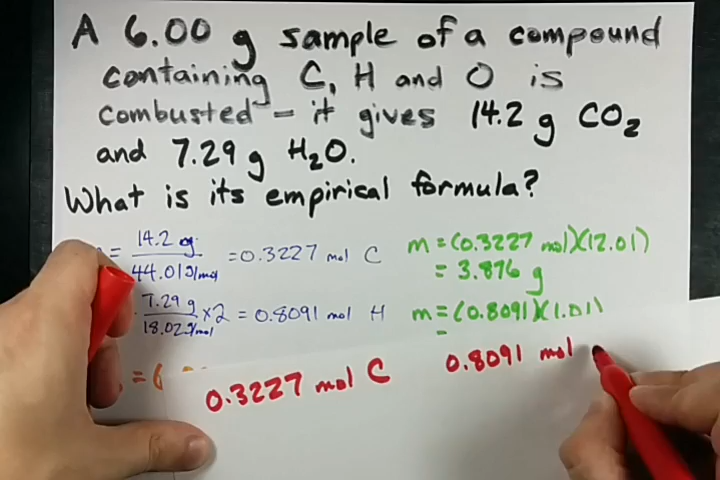 A 6.00 g sample of a compound
containing C, H and O is
combusted - it gives 14.2 g CO2
and 7.29 g H2O.
What is its empirical formula?
= 14.2 g / 44.01 g/mol = 0.3227 mol C
m = (0.3227 mol)(12.01)
= 3.876 g
7.29 g / 18.02 g/mol x2 = 0.8091 mol H
m = (0.8091)(1.01)
=
= 6
0.3227 mol C
0.8091 mol